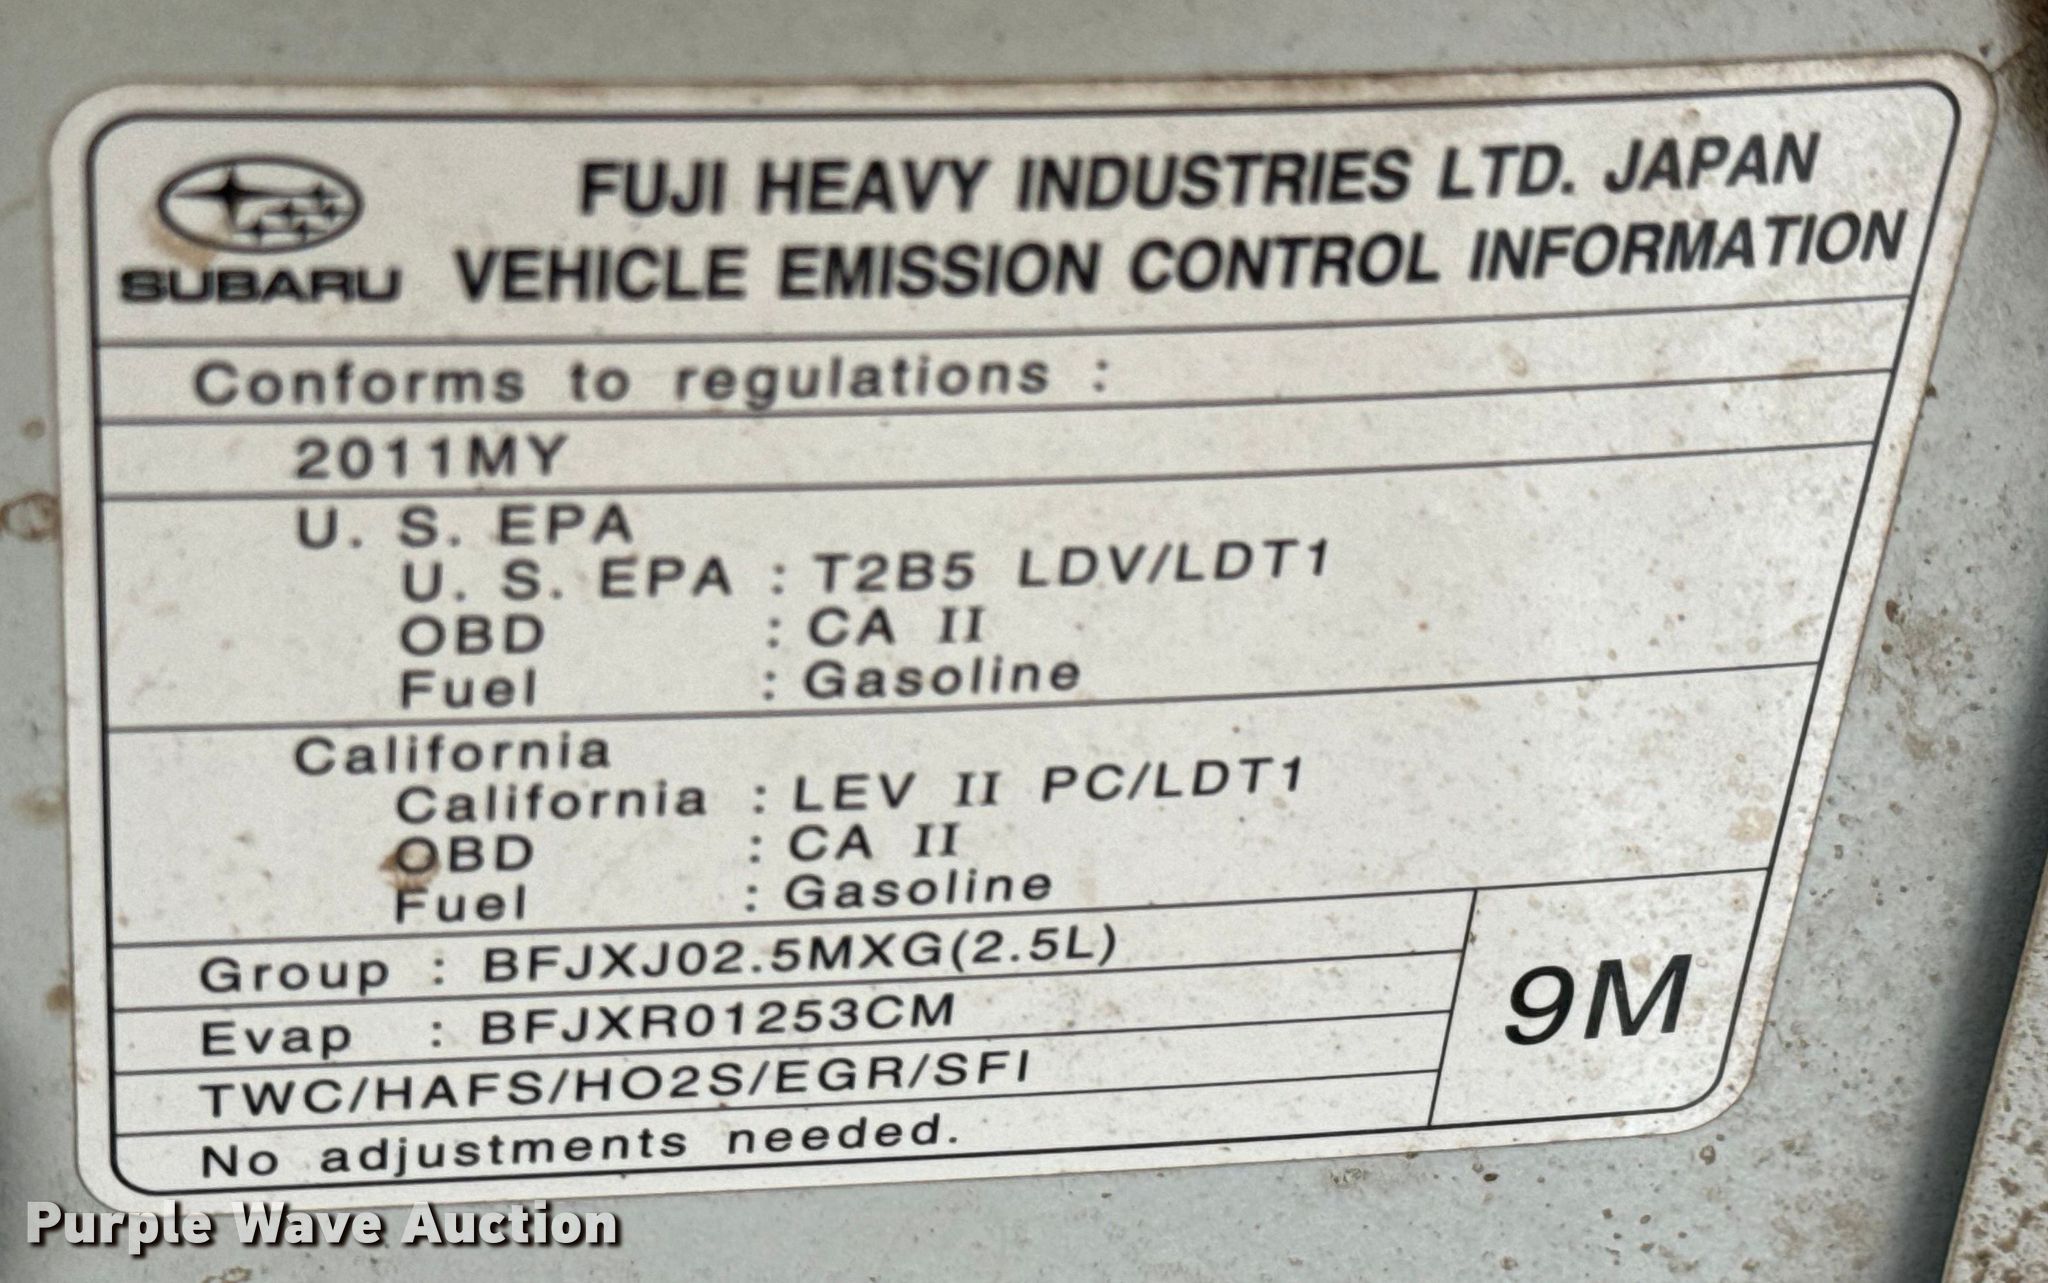 SUBARU
FUJI HEAVY INDUSTRIES LTD. JAPAN
VEHICLE EMISSION CONTROL INFORMATION
Conforms to regulations :
2011MY
U. S. EPA
U. S. EPA : T2B5 LDV/LDT1
OBD : CA II
Fuel : Gasoline
California
California : LEV II PC/LDT1
OBD : CA II
Fuel : Gasoline
Group : BFJXJ02.5MXG(2.5L)
Evap : BFJXR01253CM
TWC/HAFS/HO2S/EGR/SFI
No adjustments needed.
9M
Purple Wave Auction